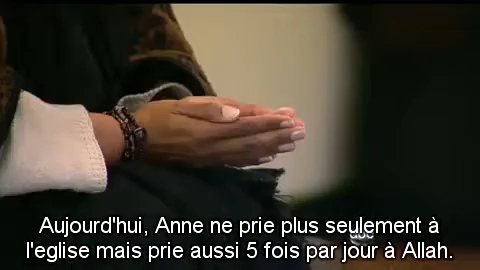 Aujourd'hui, Anne ne prie plus seulement à
l'eglise mais prie aussi 5 fois par jour à Allah.